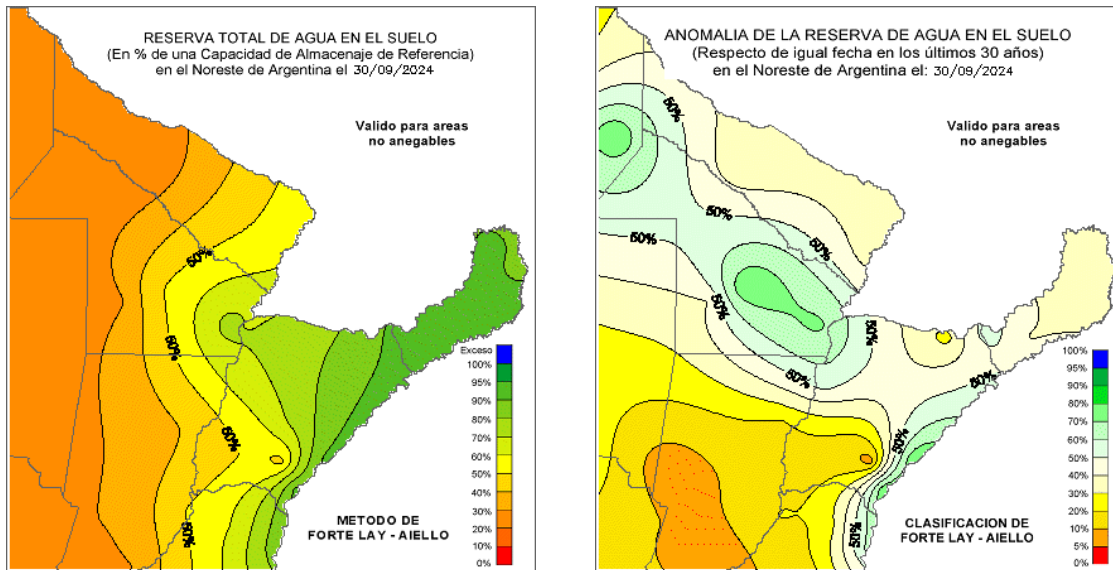 RESERVA TOTAL DE AGUA EN EL SUELO
(En % de una Capacidad de Almacenaje de Referencia)
en el Noreste de Argentina el 30/09/2024
Valido para areas
no anegables
50%
50%
50%
50%
Exceso
100%
95%
90%
80%
70%
60%
50%
40%
30%
20%
10%
0%
METODO DE
FORTE LAY - AIELLO
ANOMALIA DE LA RESERVA DE AGUA EN EL SUELO
(Respecto de igual fecha en los últimos 30 años)
en el Noreste de Argentina el: 30/09/2024
Valido para areas
no anegables
50%
50%
50%
50%
50%
50%
50%
50%
50%
50%
100%
95%
90%
80%
70%
60%
50%
40%
30%
20%
10%
5%
0%
CLASIFICACION DE
FORTE LAY - AIELLO